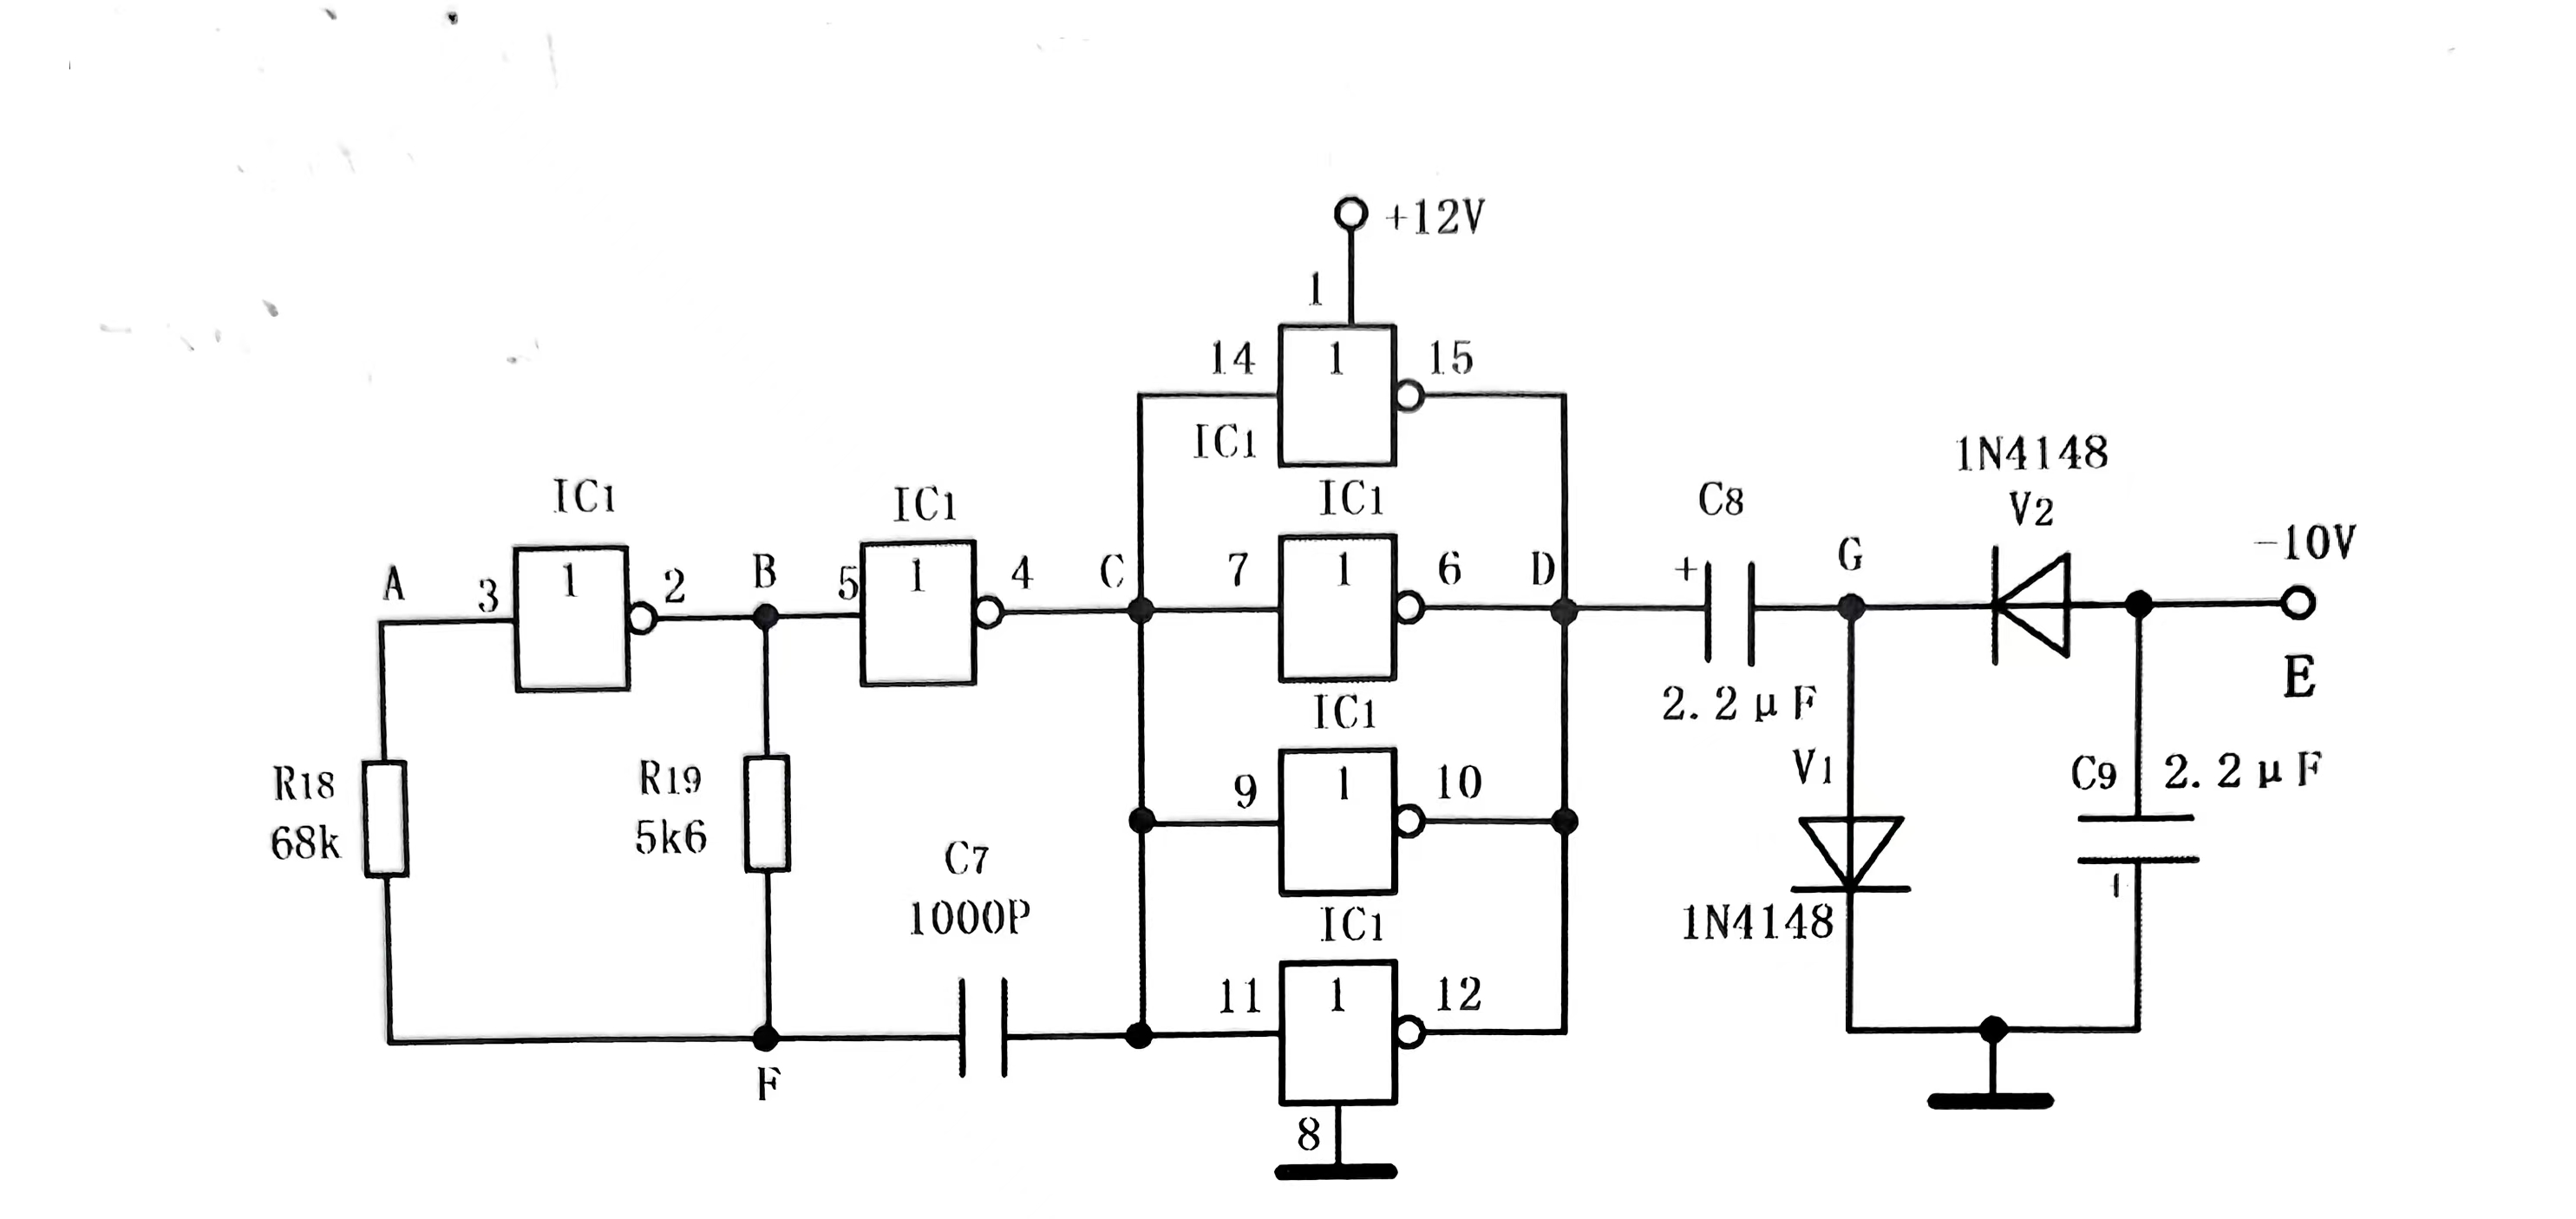 +12V
1
14
1
15
IC1
1N4148
IC1
IC1
IC1
C8
V2
-10V
A
3
1
2
B
5
1
4
C
7
1
6
D
+
G
E
2.2μF
IC1
R18
68k
R19
5k6
V1
C9
2.2μF
9
1
10
C7
1000P
+
1N4148
IC1
11
1
12
F
8